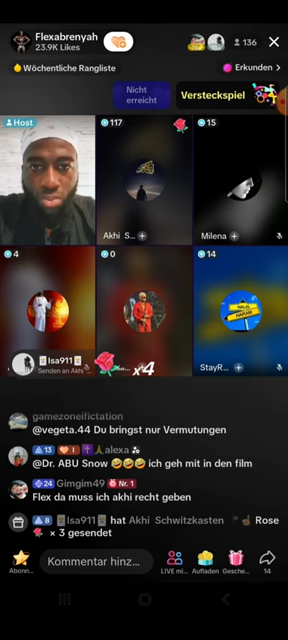 Flexabrenyah
23.9K Likes
136
Wöchentliche Rangliste
Erkunden >
Nicht
erreicht
Versteckspiel
Host
117
15
Akhi S...
Milena
4
0
14
Isa911
Senden an Akhi
x4
StayR...
HALAL
HARAM
gamezoneifictation
@vegeta.44 Du bringst nur Vermutungen
13 1 alexa
@Dr. ABU Snow 🤣🤣🤣 ich geh mit in den film
24 Gimgim49 Nr. 1
Flex da muss ich akhi recht geben
8 Isa911 hat Akhi Schwitzkasten Rose
🌹 × 3 gesendet
Abonn...
Kommentar hinz...
LIVE mi...
Aufladen
Gesche...
14